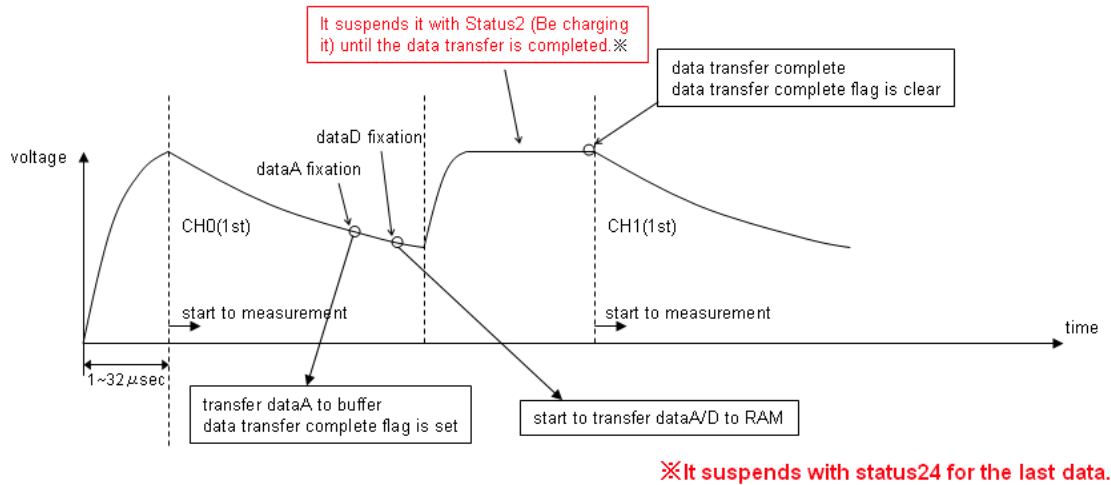 It suspends it with Status2 (Be charging
it) until the data transfer is completed.※
data transfer complete
data transfer complete flag is clear
dataD fixation
voltage
dataA fixation
CH0(1st)
CH1(1st)
start to measurement
start to measurement
time
1~32μsec
transfer dataA to buffer
data transfer complete flag is set
start to transfer dataA/D to RAM
※It suspends with status24 for the last data.